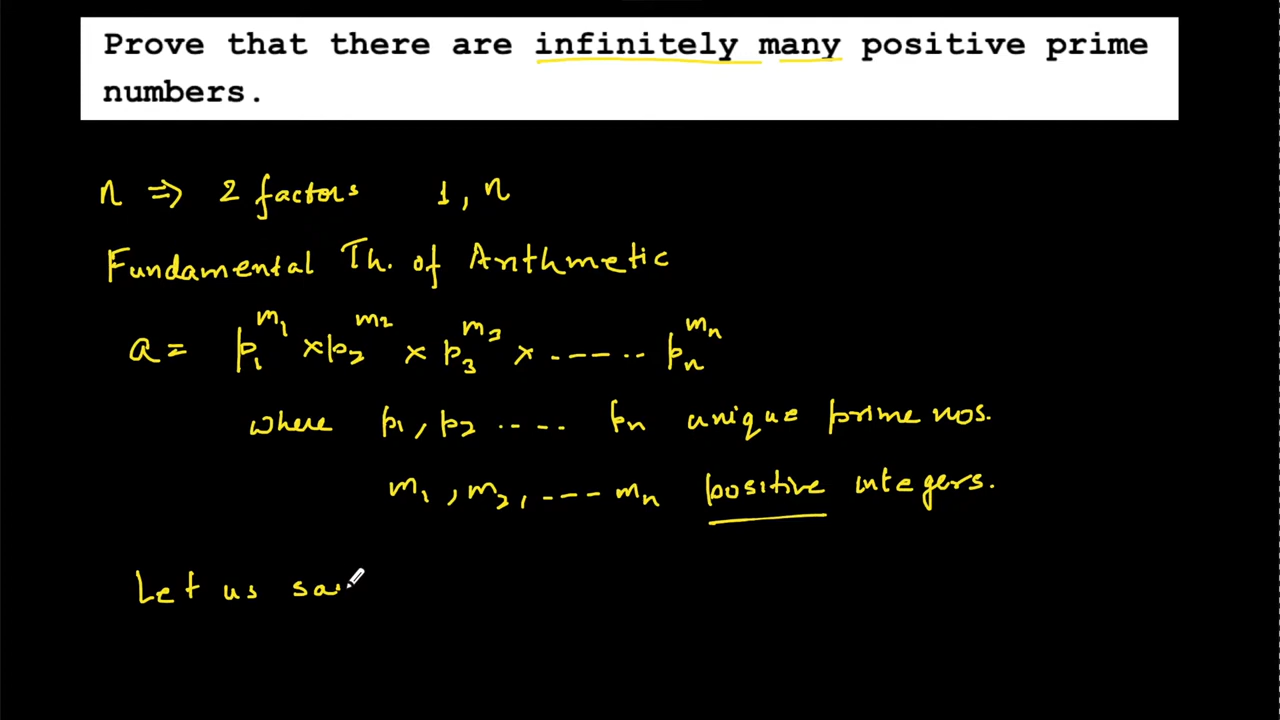 Prove that there are infinitely many positive prime
numbers.
n ⇒ 2 factors 1, n
Fundamental Th. of Arithmetic
a = p₁^m₁ × p₂^m₂ × p₃^m₃ × ........ pₙ^mₙ
where p₁, p₂ ..... pₙ unique prime nos.
m₁, m₂, ---- mₙ positive integers.
Let us sa